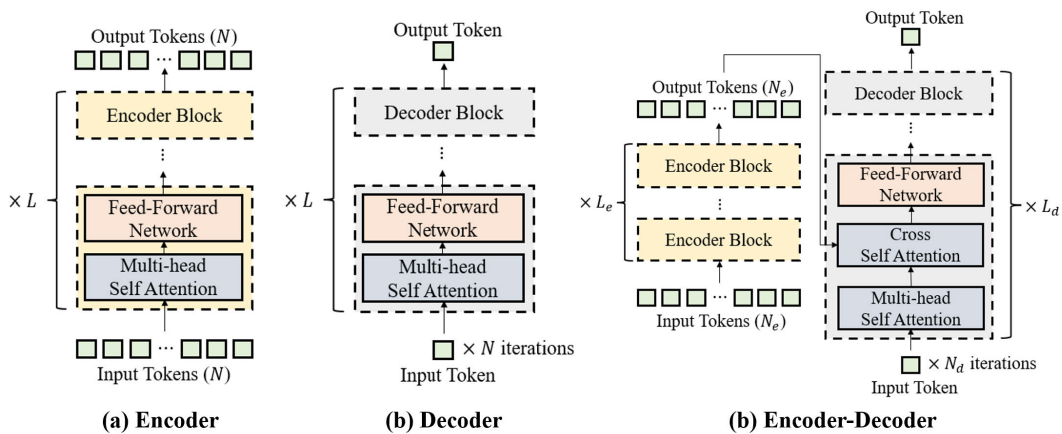 Output Tokens (N)
...
Encoder Block
...
× L
Feed-Forward
Network
Multi-head
Self Attention
...
Input Tokens (N)
(a) Encoder
Output Token
Decoder Block
...
× L
Feed-Forward
Network
Multi-head
Self Attention
× N iterations
Input Token
(b) Decoder
Output Tokens (Nₑ)
...
Encoder Block
× Lₑ
...
Encoder Block
...
Input Tokens (Nₑ)
Output Token
Decoder Block
...
Feed-Forward
Network
× L_d
Cross
Self Attention
Multi-head
Self Attention
× N_d iterations
Input Token
(b) Encoder-Decoder